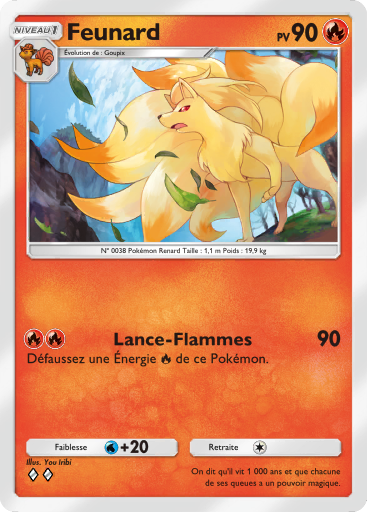 NIVEAU 1
Feunard
PV 90
Évolution de : Goupix
N° 0038 Pokémon Renard Taille : 1,1 m Poids : 19,9 kg
Lance-Flammes 90
Défaussez une Énergie de ce Pokémon.
Faiblesse +20
Retraite
Illus. You Iribi
On dit qu'il vit 1 000 ans et que chacune
de ses queues a un pouvoir magique.